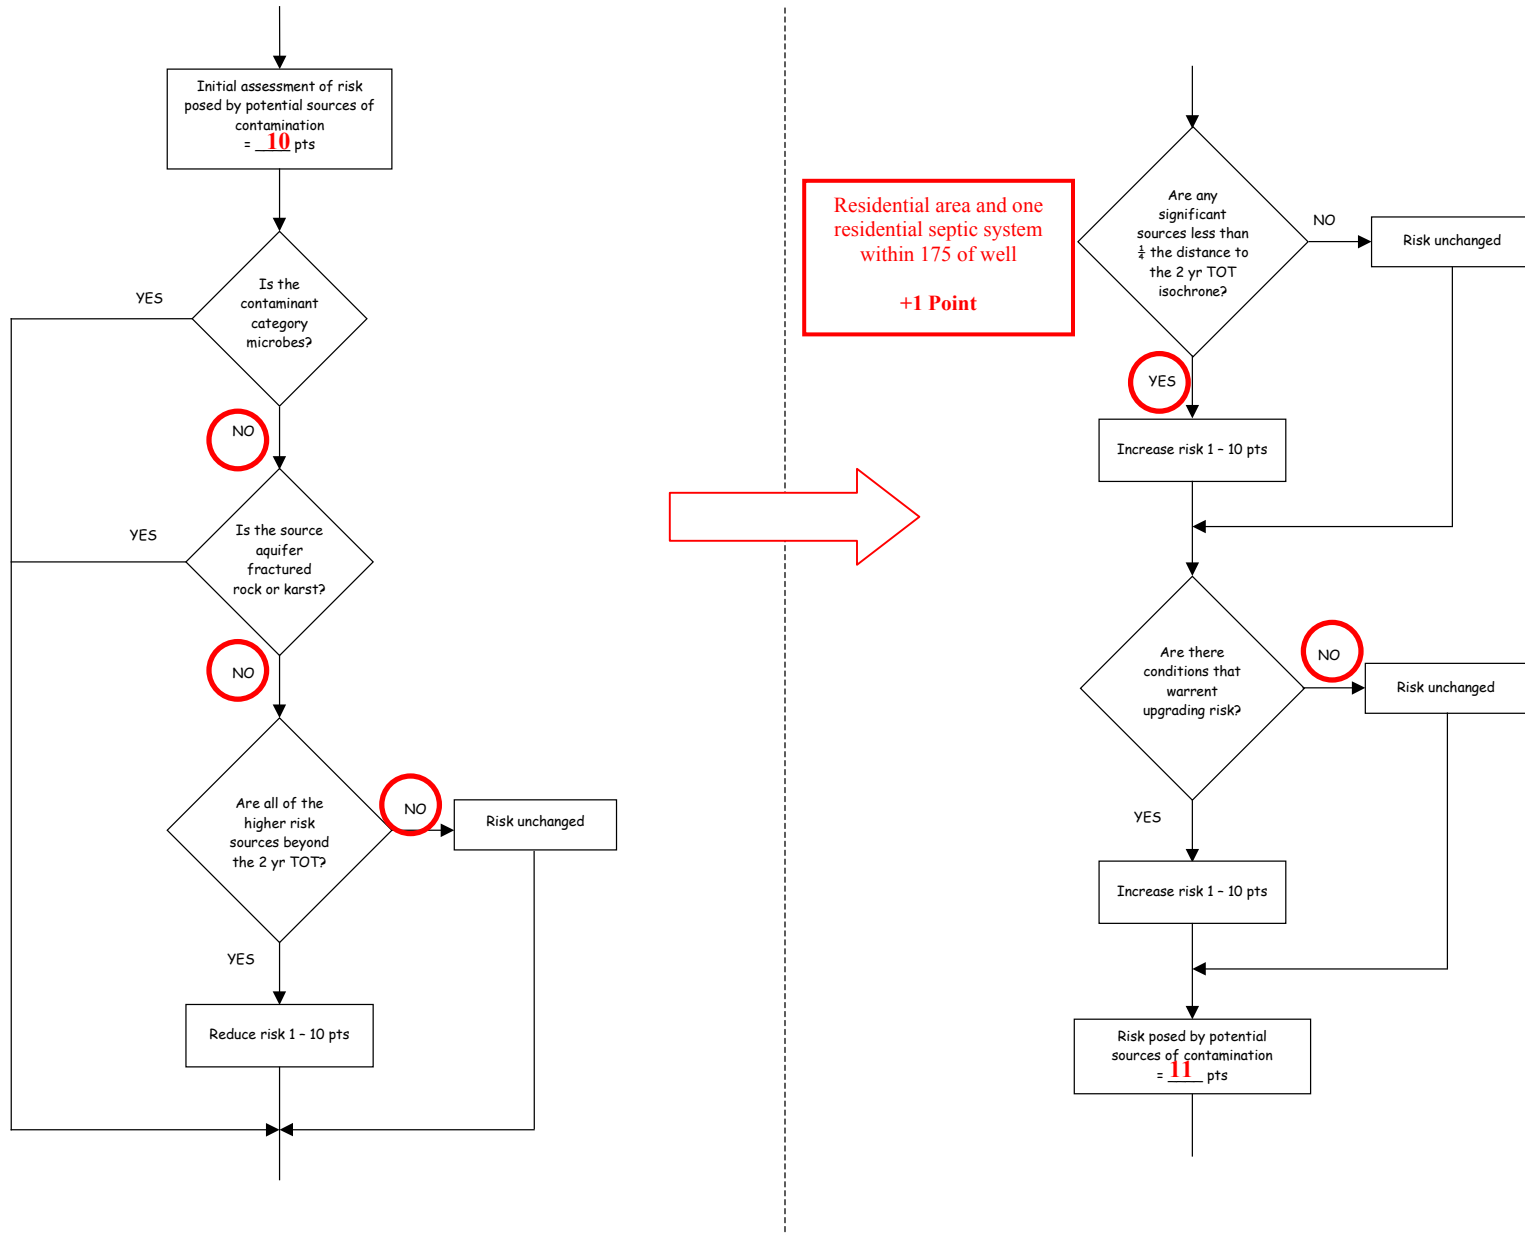 Initial assessment of risk
posed by potential sources of
contamination
= 10 pts
Is the
contaminant
category
microbes?
YES
NO
Is the source
aquifer
fractured
rock or karst?
YES
NO
Are all of the
higher risk
sources beyond
the 2 yr TOT?
NO
Risk unchanged
YES
Reduce risk 1 – 10 pts
Residential area and one
residential septic system
within 175 of well
+1 Point
Are any
significant
sources less than
¼ the distance to
the 2 yr TOT
isochrone?
NO
Risk unchanged
YES
Increase risk 1 – 10 pts
Are there
conditions that
warrent
upgrading risk?
NO
Risk unchanged
YES
Increase risk 1 – 10 pts
Risk posed by potential
sources of contamination
= 11 pts